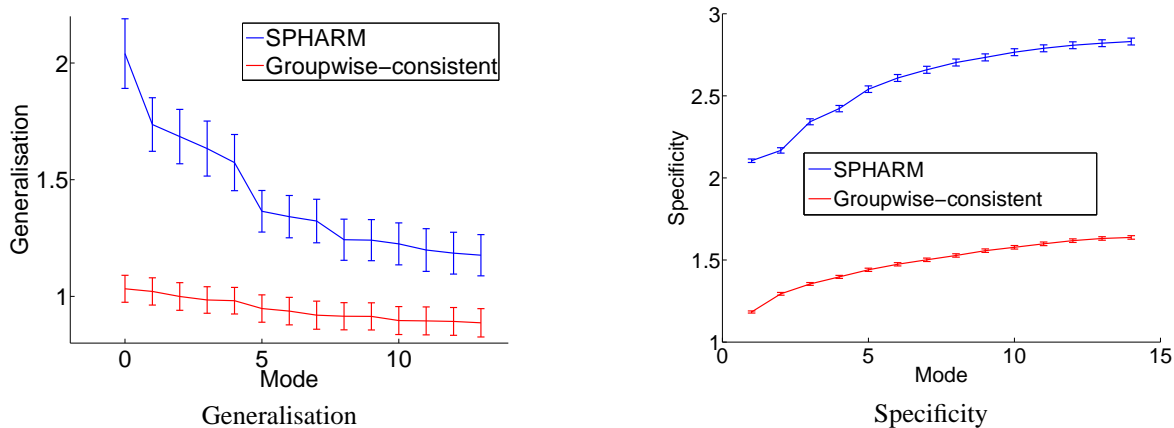 2
1.5
1
Generalisation
SPHARM
Groupwise-consistent
0
5
10
Mode
Generalisation
3
2.5
2
1.5
1
Specificity
SPHARM
Groupwise-consistent
0
5
10
15
Mode
Specificity